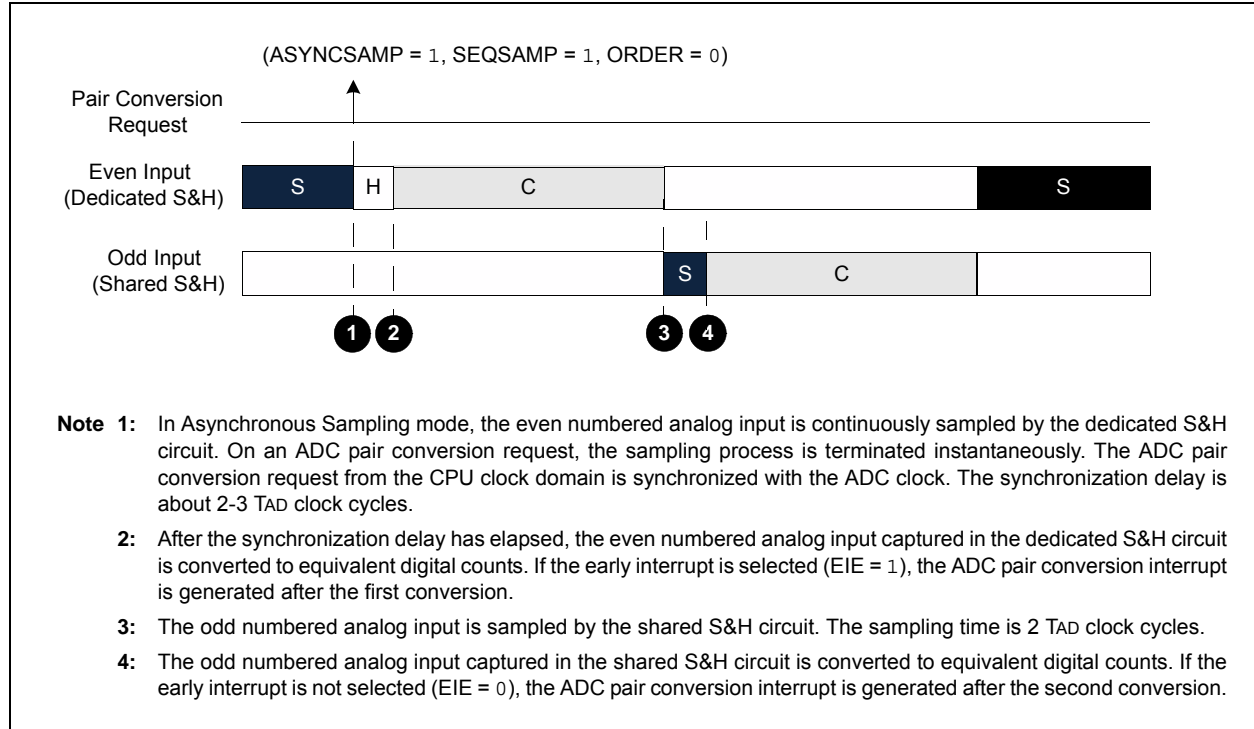 (ASYNCSAMP = 1, SEQSAMP = 1, ORDER = 0)
Pair Conversion
Request
Even Input
(Dedicated S&H)
S H C S
Odd Input
(Shared S&H)
S C
1 2 3 4
Note 1: In Asynchronous Sampling mode, the even numbered analog input is continuously sampled by the dedicated S&H
circuit. On an ADC pair conversion request, the sampling process is terminated instantaneously. The ADC pair
conversion request from the CPU clock domain is synchronized with the ADC clock. The synchronization delay is
about 2-3 TAD clock cycles.
2: After the synchronization delay has elapsed, the even numbered analog input captured in the dedicated S&H circuit
is converted to equivalent digital counts. If the early interrupt is selected (EIE = 1), the ADC pair conversion interrupt
is generated after the first conversion.
3: The odd numbered analog input is sampled by the shared S&H circuit. The sampling time is 2 TAD clock cycles.
4: The odd numbered analog input captured in the shared S&H circuit is converted to equivalent digital counts. If the
early interrupt is not selected (EIE = 0), the ADC pair conversion interrupt is generated after the second conversion.